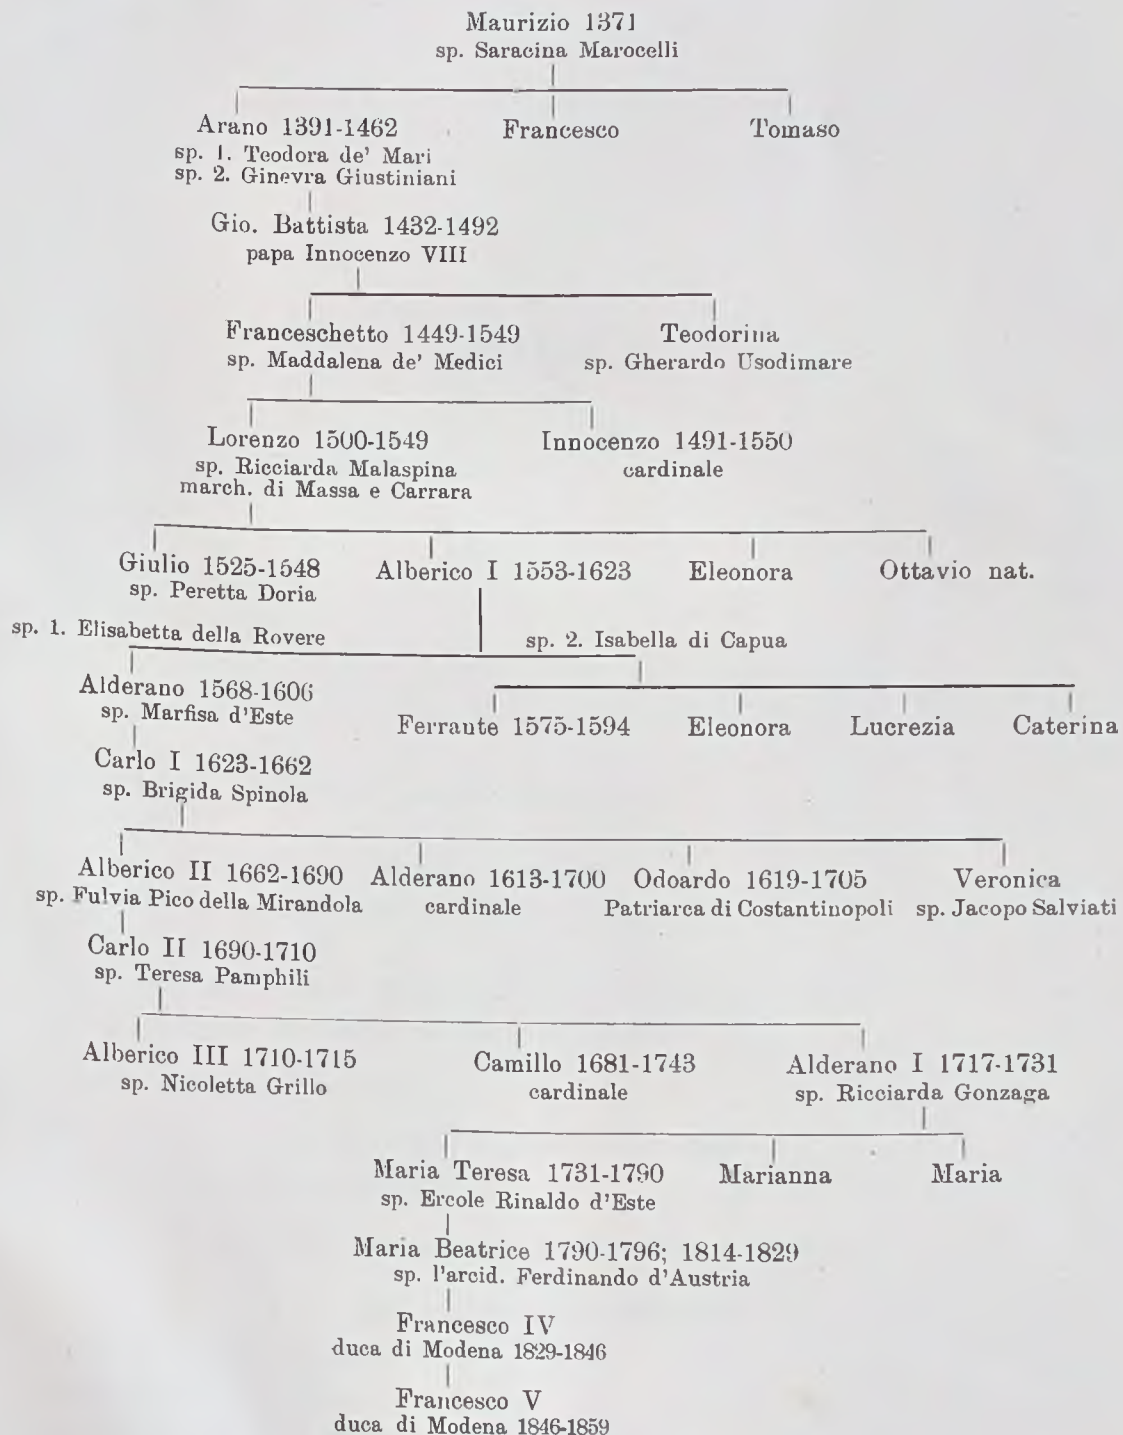 Maurizio 1371
sp. Saracina Marocelli
Arano 1391-1462 Francesco Tomaso
sp. 1. Teodora de' Mari
sp. 2. Ginevra Giustiniani
Gio. Battista 1432-1492
papa Innocenzo VIII
Franceschetto 1449-1549 Teodorina
sp. Maddalena de' Medici sp. Gherardo Usodimare
Lorenzo 1500-1549 Innocenzo 1491-1550
sp. Ricciarda Malaspina cardinale
march. di Massa e Carrara
Giulio 1525-1548 Alberico I 1553-1623 Eleonora Ottavio nat.
sp. Peretta Doria
sp. 1. Elisabetta della Rovere sp. 2. Isabella di Capua
Alderano 1568-1606
sp. Marfisa d'Este
Ferrante 1575-1594 Eleonora Lucrezia Caterina
Carlo I 1623-1662
sp. Brigida Spinola
Alberico II 1662-1690 Alderano 1613-1700 Odoardo 1619-1705 Veronica
sp. Fulvia Pico della Mirandola cardinale Patriarca di Costantinopoli sp. Jacopo Salviati
Carlo II 1690-1710
sp. Teresa Pamphili
Alberico III 1710-1715 Camillo 1681-1743 Alderano I 1717-1731
sp. Nicoletta Grillo cardinale sp. Ricciarda Gonzaga
Maria Teresa 1731-1790 Marianna Maria
sp. Ercole Rinaldo d'Este
Maria Beatrice 1790-1796; 1814-1829
sp. l'arcid. Ferdinando d'Austria
Francesco IV
duca di Modena 1829-1846
Francesco V
duca di Modena 1846-1859